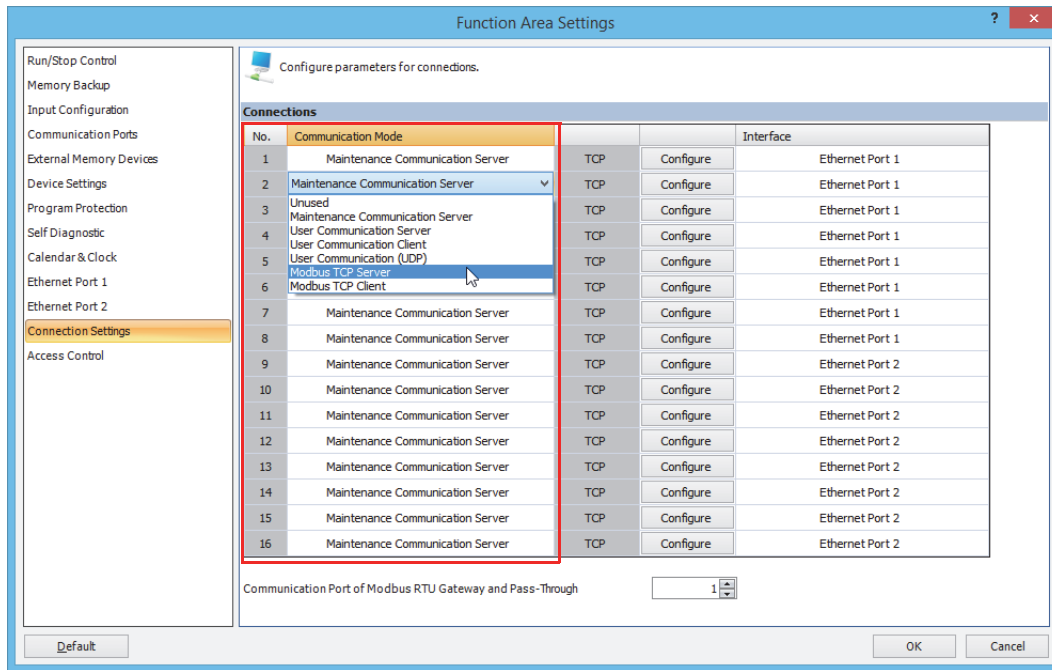 Function Area Settings
? ×
Run/Stop Control
Memory Backup
Input Configuration
Communication Ports
External Memory Devices
Device Settings
Program Protection
Self Diagnostic
Calendar & Clock
Ethernet Port 1
Ethernet Port 2
Connection Settings
Access Control
Configure parameters for connections.
Connections
No. Communication Mode Interface
1 Maintenance Communication Server TCP Configure Ethernet Port 1
2 Maintenance Communication Server TCP Configure Ethernet Port 1
Unused
Maintenance Communication Server
User Communication Server
User Communication Client
User Communication (UDP)
Modbus TCP Server
Modbus TCP Client
3 TCP Configure Ethernet Port 1
4 TCP Configure Ethernet Port 1
5 TCP Configure Ethernet Port 1
6 TCP Configure Ethernet Port 1
7 Maintenance Communication Server TCP Configure Ethernet Port 1
8 Maintenance Communication Server TCP Configure Ethernet Port 1
9 Maintenance Communication Server TCP Configure Ethernet Port 2
10 Maintenance Communication Server TCP Configure Ethernet Port 2
11 Maintenance Communication Server TCP Configure Ethernet Port 2
12 Maintenance Communication Server TCP Configure Ethernet Port 2
13 Maintenance Communication Server TCP Configure Ethernet Port 2
14 Maintenance Communication Server TCP Configure Ethernet Port 2
15 Maintenance Communication Server TCP Configure Ethernet Port 2
16 Maintenance Communication Server TCP Configure Ethernet Port 2
Communication Port of Modbus RTU Gateway and Pass-Through 1
Default OK Cancel